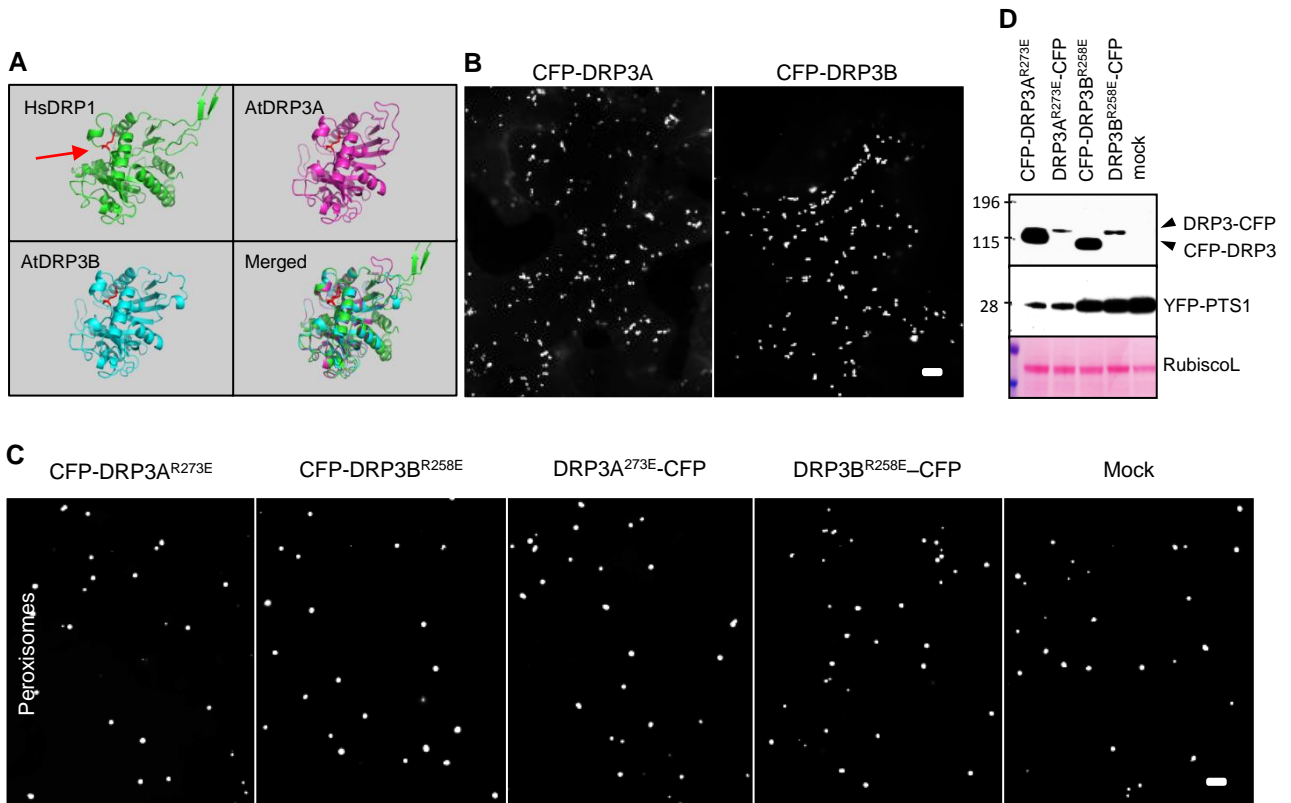 A
HsDRP1
AtDRP3A
AtDRP3B
Merged
B
CFP-DRP3A
CFP-DRP3B
D
CFP-DRP3A^R273E
DRP3A^R273E-CFP
CFP-DRP3B^R258E
DRP3B^R258E-CFP
mock
196
115
DRP3-CFP
CFP-DRP3
28
YFP-PTS1
RubiscoL
C
CFP-DRP3A^R273E
CFP-DRP3B^R258E
DRP3A^273E-CFP
DRP3B^R258E–CFP
Mock
Peroxisomes